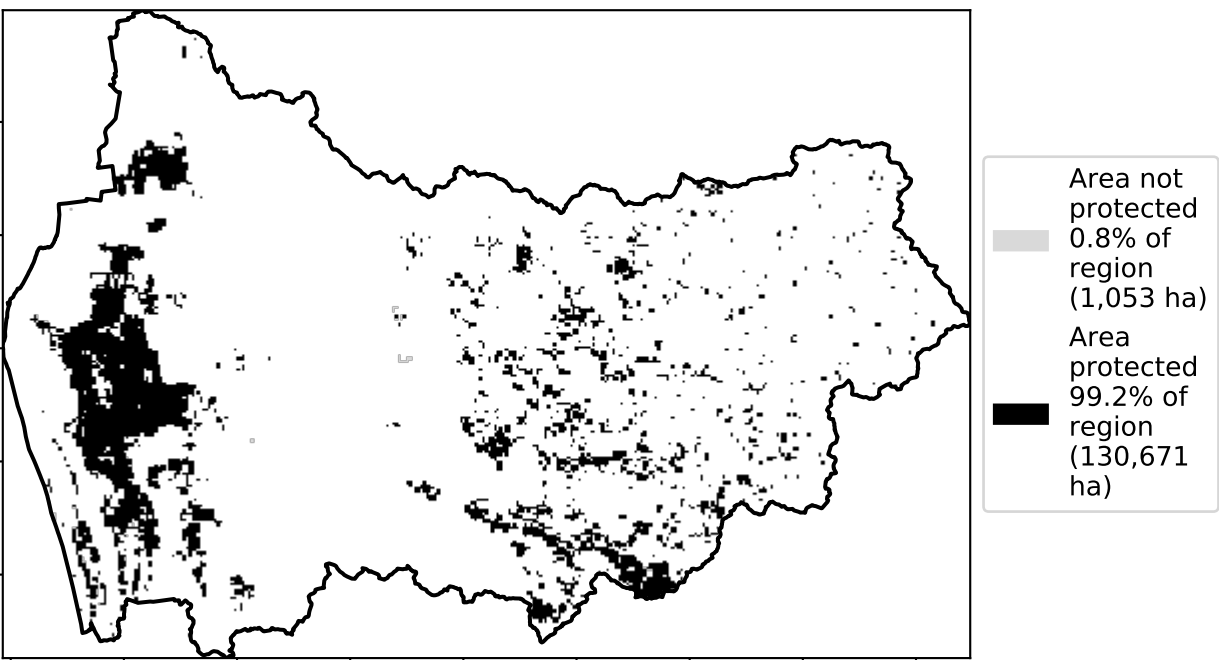 Area not
protected
0.8% of
region
(1,053 ha)
Area
protected
99.2% of
region
(130,671
ha)